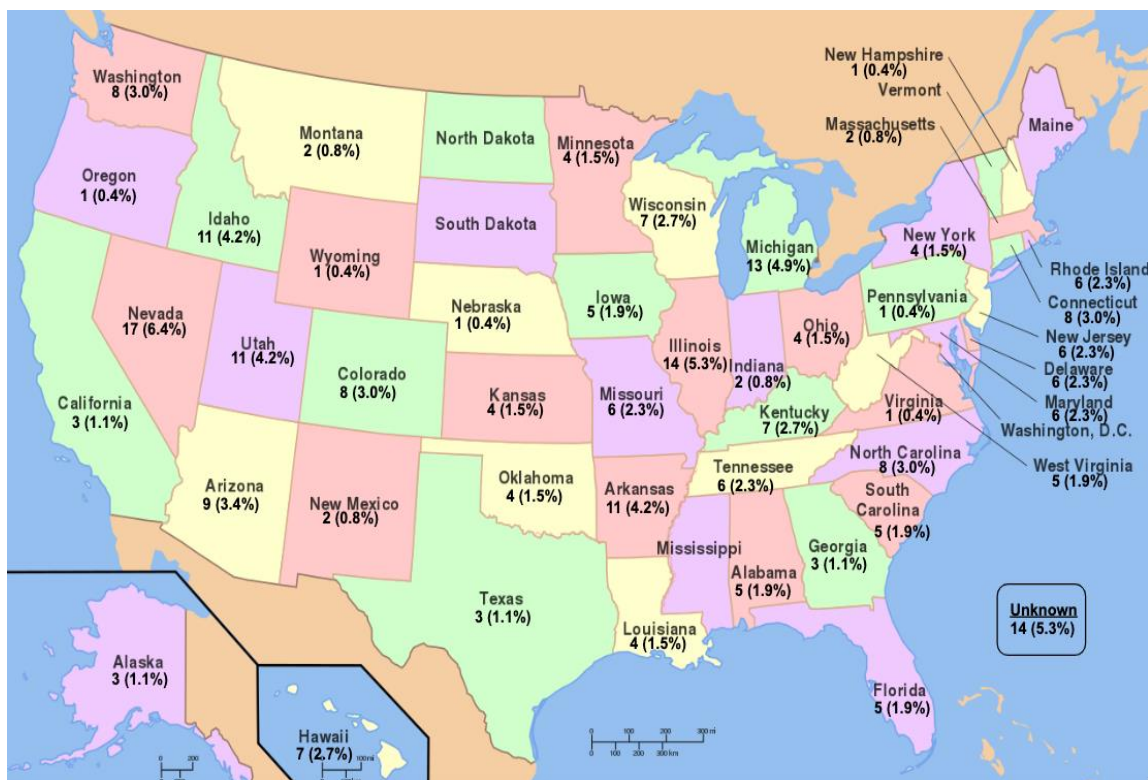 New Hampshire
1 (0.4%)
Vermont
Massachusetts
2 (0.8%)
Maine
Washington
8 (3.0%)
Montana
2 (0.8%)
North Dakota
Minnesota
4 (1.5%)
Oregon
1 (0.4%)
Idaho
11 (4.2%)
Wyoming
1 (0.4%)
South Dakota
Wisconsin
7 (2.7%)
Michigan
13 (4.9%)
New York
4 (1.5%)
Rhode Island
6 (2.3%)
Connecticut
8 (3.0%)
New Jersey
6 (2.3%)
Delaware
6 (2.3%)
Maryland
6 (2.3%)
Washington, D.C.
West Virginia
5 (1.9%)
Nevada
17 (6.4%)
Utah
11 (4.2%)
Colorado
8 (3.0%)
Nebraska
1 (0.4%)
Iowa
5 (1.9%)
Illinois
14 (5.3%)
Indiana
2 (0.8%)
Ohio
4 (1.5%)
Pennsylvania
1 (0.4%)
California
3 (1.1%)
Kansas
4 (1.5%)
Missouri
6 (2.3%)
Kentucky
7 (2.7%)
Virginia
1 (0.4%)
Arizona
9 (3.4%)
New Mexico
2 (0.8%)
Oklahoma
4 (1.5%)
Arkansas
11 (4.2%)
Tennessee
6 (2.3%)
North Carolina
8 (3.0%)
South
Carolina
5 (1.9%)
Texas
3 (1.1%)
Louisiana
4 (1.5%)
Mississippi
Alabama
5 (1.9%)
Georgia
3 (1.1%)
Florida
5 (1.9%)
Unknown
14 (5.3%)
Alaska
3 (1.1%)
Hawaii
7 (2.7%)